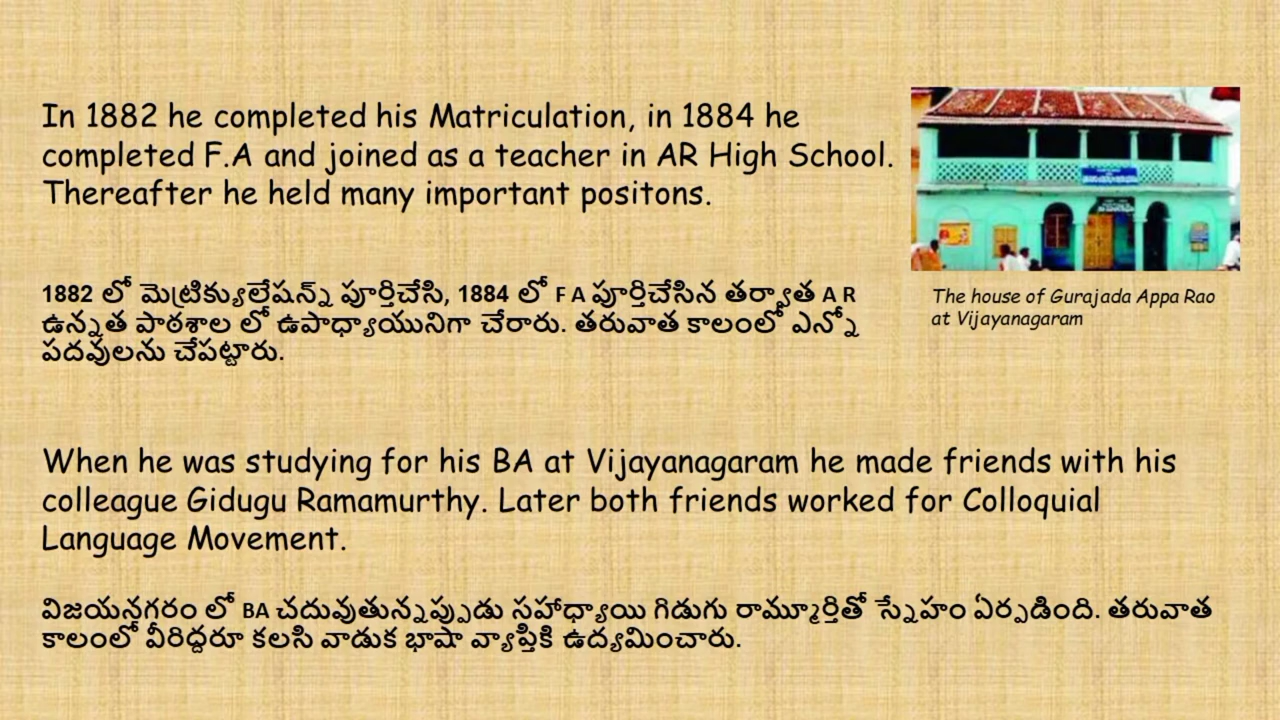 In 1882 he completed his Matriculation, in 1884 he
completed F.A and joined as a teacher in AR High School.
Thereafter he held many important positons.
1882 లో మెట్రిక్యులేషన్న్ పూర్తిచేసి, 1884 లో F A పూర్తిచేసిన తర్వాత A R
ఉన్నత పాఠశాల లో ఉపాధ్యాయునిగా చేరారు. తరువాత కాలంలో ఎన్నో
పదవులను చేపట్టారు.
The house of Gurajada Appa Rao
at Vijayanagaram
When he was studying for his BA at Vijayanagaram he made friends with his
colleague Gidugu Ramamurthy. Later both friends worked for Colloquial
Language Movement.
విజయనగరం లో BA చదువుతున్నప్పుడు సహాధ్యాయి గిడుగు రామ్మూర్తితో స్నేహం ఏర్పడింది. తరువాత
కాలంలో వీరిద్దరూ కలసి వాడుక భాషా వ్యాప్తికి ఉద్యమించారు.